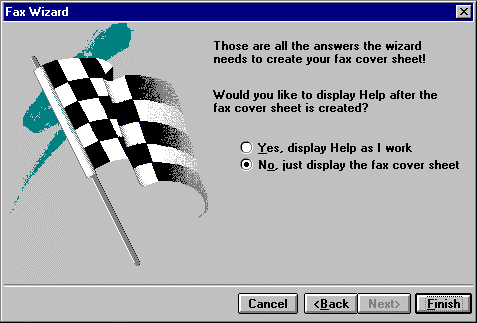 Fax Wizard
Those are all the answers the wizard
needs to create your fax cover sheet!
Would you like to display Help after the
fax cover sheet is created?
Yes, display Help as I work
No, just display the fax cover sheet
Cancel
<Back
Next>
Finish